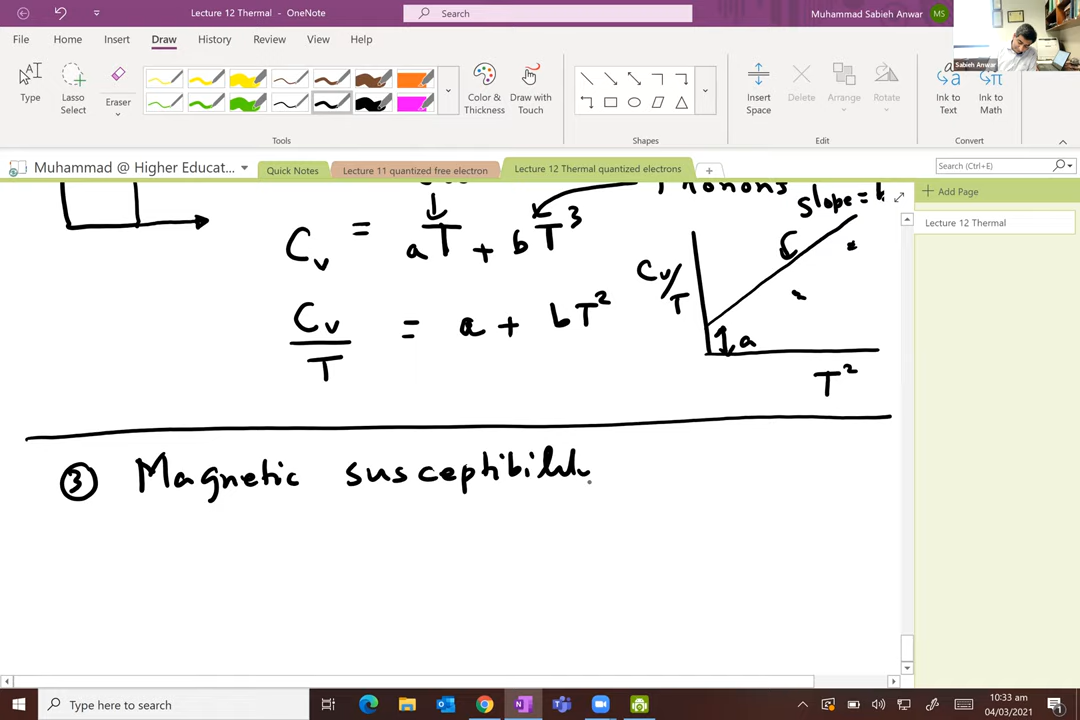 Lecture 12 Thermal - OneNote
Search
Muhammad Sabieh Anwar
MS
Sabieh Anwar
File Home Insert Draw History Review View Help
Type
Lasso Select
Eraser
Color & Thickness
Draw with Touch
Insert Space
Delete
Arrange
Rotate
Ink to Text
Ink to Math
Tools
Shapes
Edit
Convert
Muhammad @ Higher Educat...
Quick Notes
Lecture 11 quantized free electron
Lecture 12 Thermal quantized electrons
Search (Ctrl+E)
Add Page
Lecture 12 Thermal
Phonons
slope =
Cv = aT + bT³
Cv/T = a + bT²
Cv/T
a
T²
③ Magnetic
Type here to search
10:33 am
04/03/2021